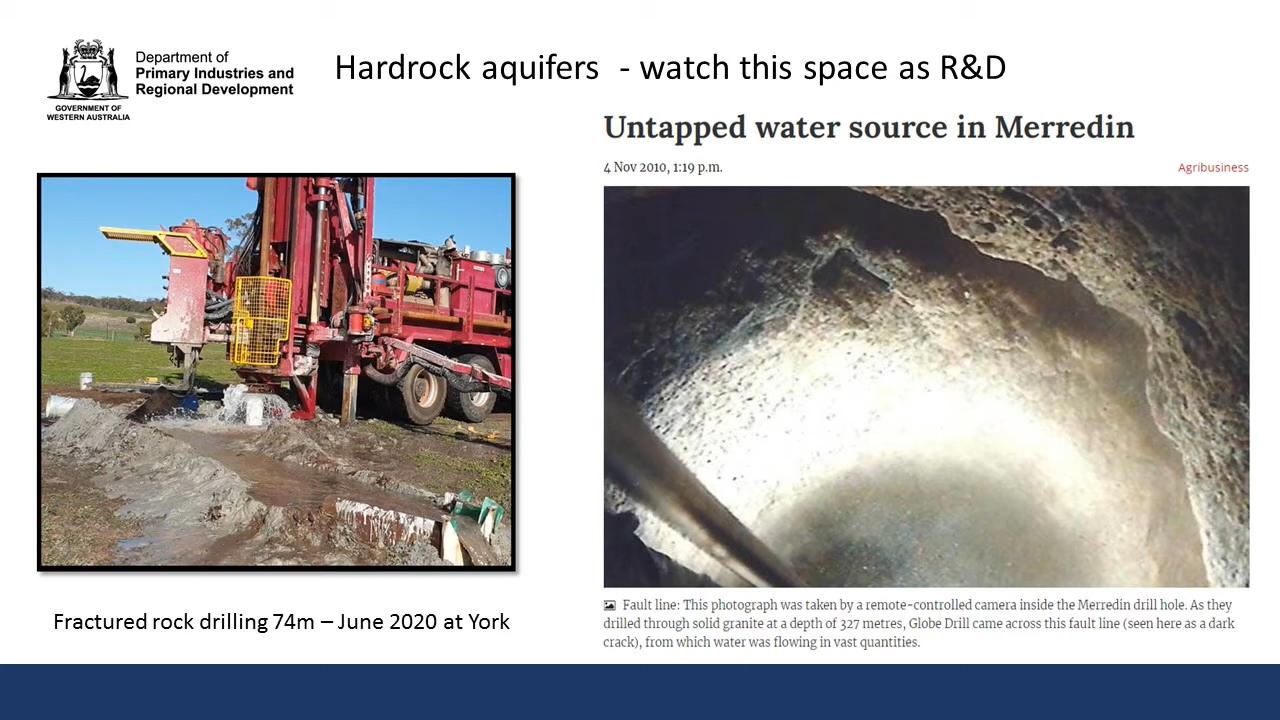 Department of
Primary Industries and
Regional Development
GOVERNMENT OF
WESTERN AUSTRALIA
Hardrock aquifers - watch this space as R&D
Untapped water source in Merredin
4 Nov 2010, 1:19 p.m.
Agribusiness
Fault line: This photograph was taken by a remote-controlled camera inside the Merredin drill hole. As they
drilled through solid granite at a depth of 327 metres, Globe Drill came across this fault line (seen here as a dark
crack), from which water was flowing in vast quantities.
Fractured rock drilling 74m – June 2020 at York